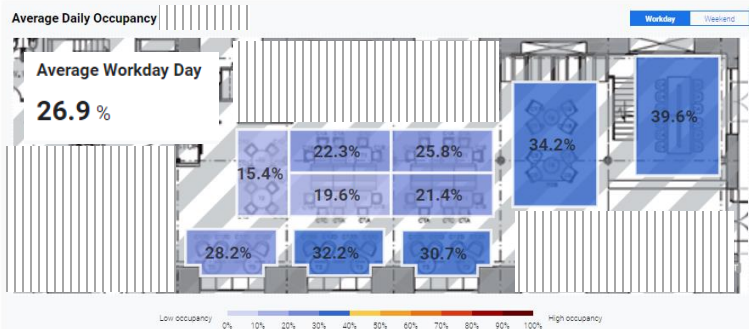 Average Daily Occupancy
Workday Weekend
Average Workday Day
26.9 %
39.6%
34.2%
22.3% 25.8%
15.4%
19.6% 21.4%
28.2% 32.2% 30.7%
Low occupancy 0% 10% 20% 30% 40% 50% 60% 70% 80% 90% 100% High occupancy